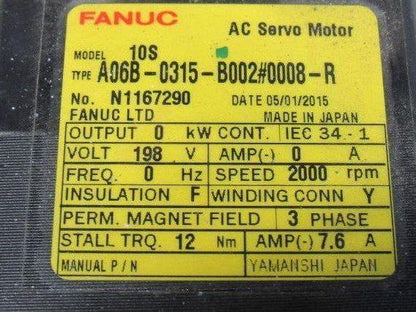 FANUC AC Servo Motor
MODEL 10S
TYPE A06B-0315-B002#0008-R
No. N1167290 DATE 05/01/2015
FANUC LTD MADE IN JAPAN
OUTPUT 0 kW CONT. IEC 34-1
VOLT 198 V AMP(~) 0 A
FREQ. 0 Hz SPEED 2000 rpm
INSULATION F WINDING CONN Y
PERM. MAGNET FIELD 3 PHASE
STALL TRQ. 12 Nm AMP(~) 7.6 A
MANUAL P/N YAMANSHI JAPAN